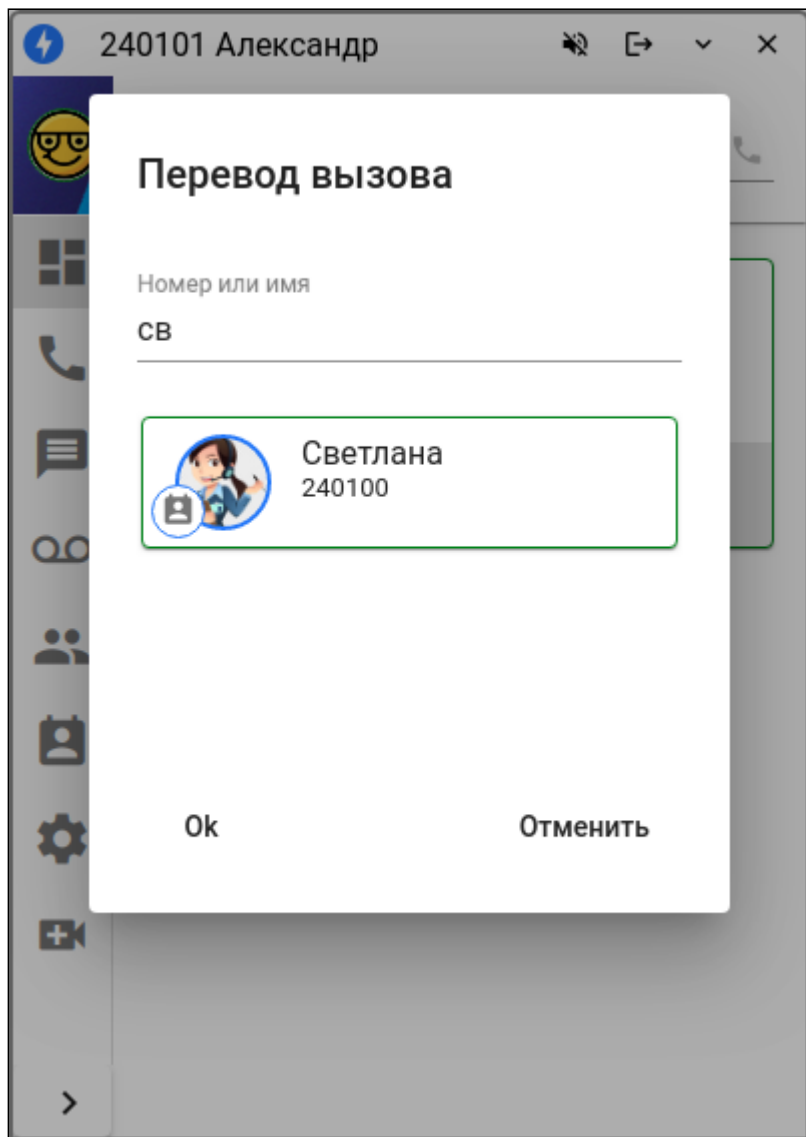 240101 Александр
Перевод вызова
Номер или имя
св
Светлана
240100
Ok
Отменить